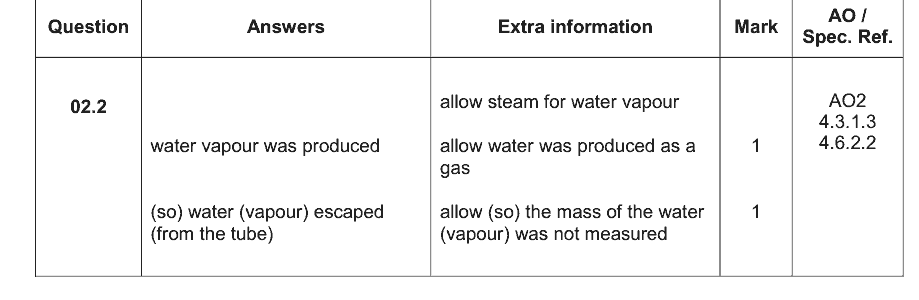 Question Answers Extra information Mark AO /
Spec. Ref.
02.2 allow steam for water vapour AO2
4.3.1.3
water vapour was produced allow water was produced as a 1 4.6.2.2
gas
(so) water (vapour) escaped allow (so) the mass of the water 1
(from the tube) (vapour) was not measured